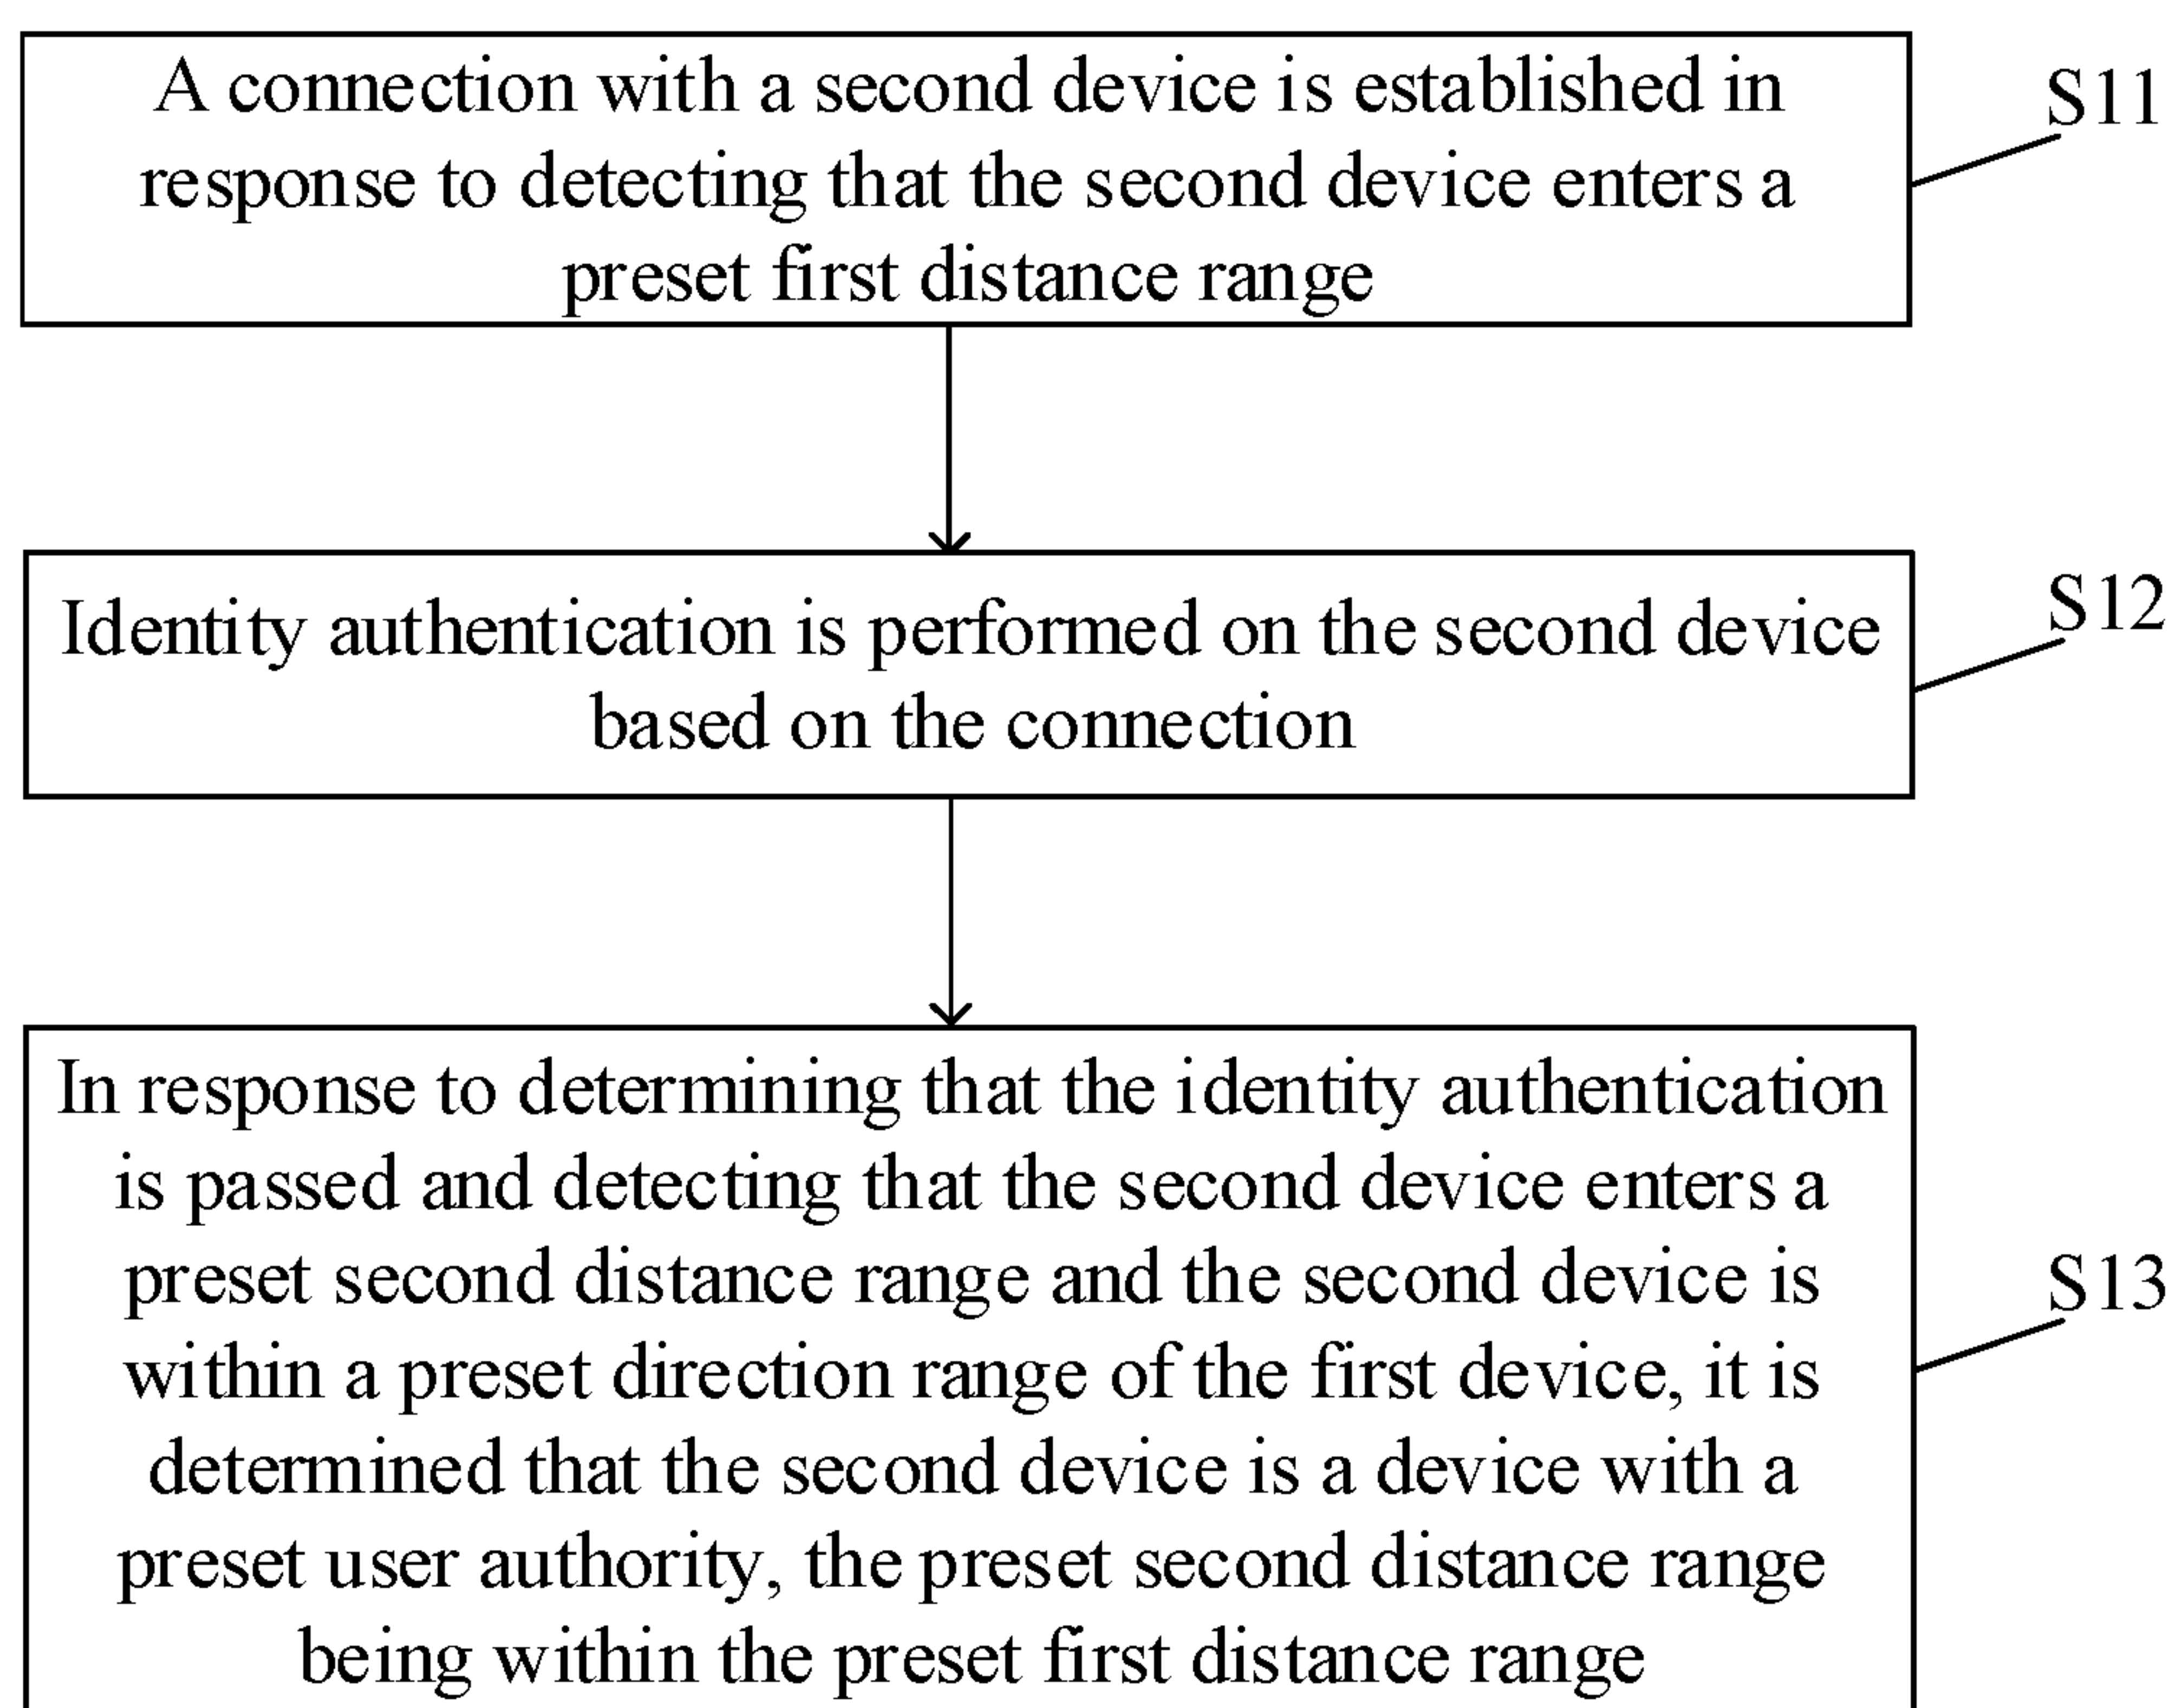 A connection with a second device is established in
response to detecting that the second device enters a
preset first distance range
S11
Identity authentication is performed on the second device
based on the connection
S12
In response to determining that the identity authentication
is passed and detecting that the second device enters a
preset second distance range and the second device is
within a preset direction range of the first device, it is
determined that the second device is a device with a
preset user authority, the preset second distance range
being within the preset first distance range
S13